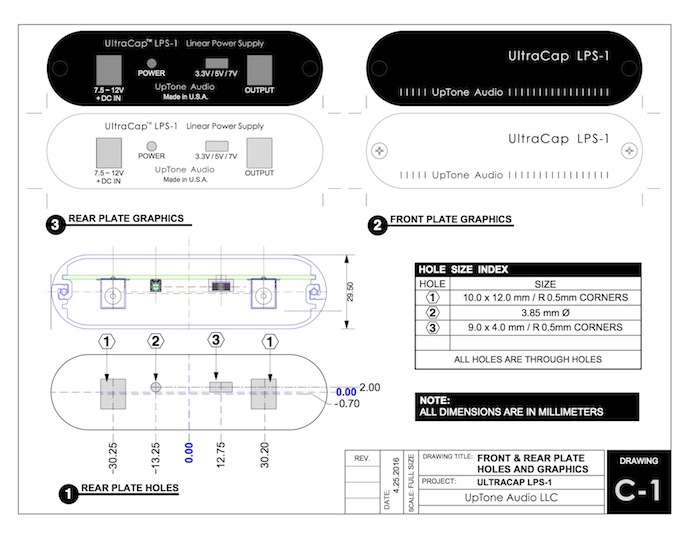 UltraCap™ LPS-1 Linear Power Supply
POWER
3.3V / 5V / 7V
7.5 ~ 12V
+ DC IN
OUTPUT
UpTone Audio
Made in U.S.A.
UltraCap LPS-1
UpTone Audio
UltraCap™ LPS-1 Linear Power Supply
POWER
3.3V / 5V / 7V
7.5 ~ 12V
+ DC IN
OUTPUT
UpTone Audio
Made in U.S.A.
UltraCap LPS-1
UpTone Audio
3 REAR PLATE GRAPHICS
2 FRONT PLATE GRAPHICS
29.50
HOLE SIZE INDEX
HOLE SIZE
1 10.0 x 12.0 mm / R 0.5mm CORNERS
2 3.85 mm Ø
3 9.0 x 4.0 mm / R 0.5mm CORNERS
ALL HOLES ARE THROUGH HOLES
1 2 3 1
0.00 2.00
-0.70
-30.25 -13.25 0.00 12.75 30.20
1 REAR PLATE HOLES
NOTE:
ALL DIMENSIONS ARE IN MILLIMETERS
REV.
DATE: 4.25.2016
SCALE: FULL SIZE
DRAWING TITLE: FRONT & REAR PLATE
HOLES AND GRAPHICS
PROJECT: ULTRACAP LPS-1
UpTone Audio LLC
DRAWING
C-1